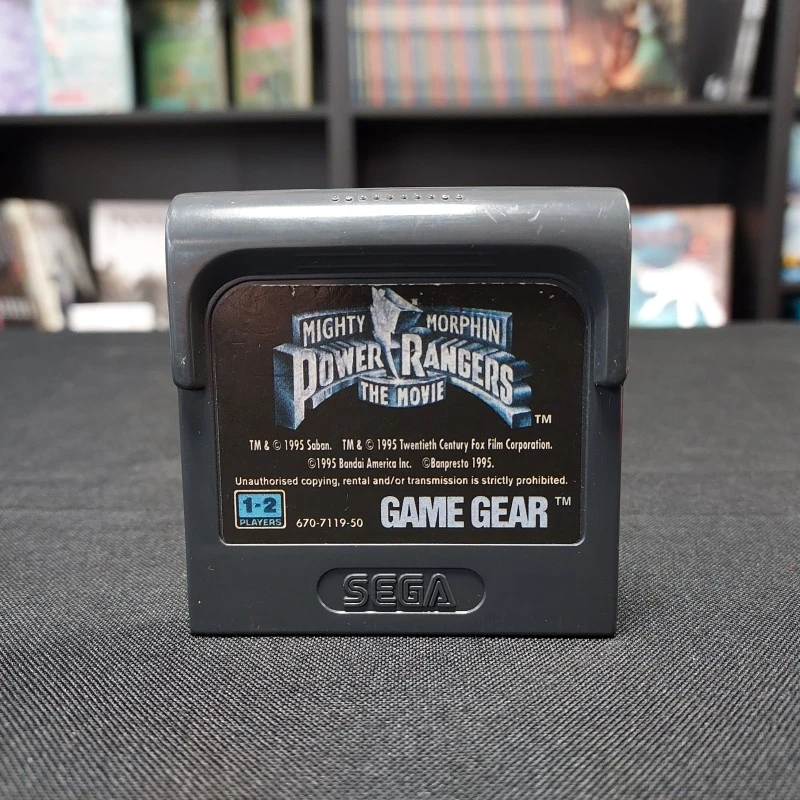 MIGHTY MORPHIN
POWER RANGERS
THE MOVIE
TM
TM & © 1995 Saban. TM & © 1995 Twentieth Century Fox Film Corporation.
©1995 Bandai America Inc. ©Banpresto 1995.
Unauthorised copying, rental and/or transmission is strictly prohibited.
1-2
PLAYERS
670-7119-50
GAME GEAR TM
SEGA